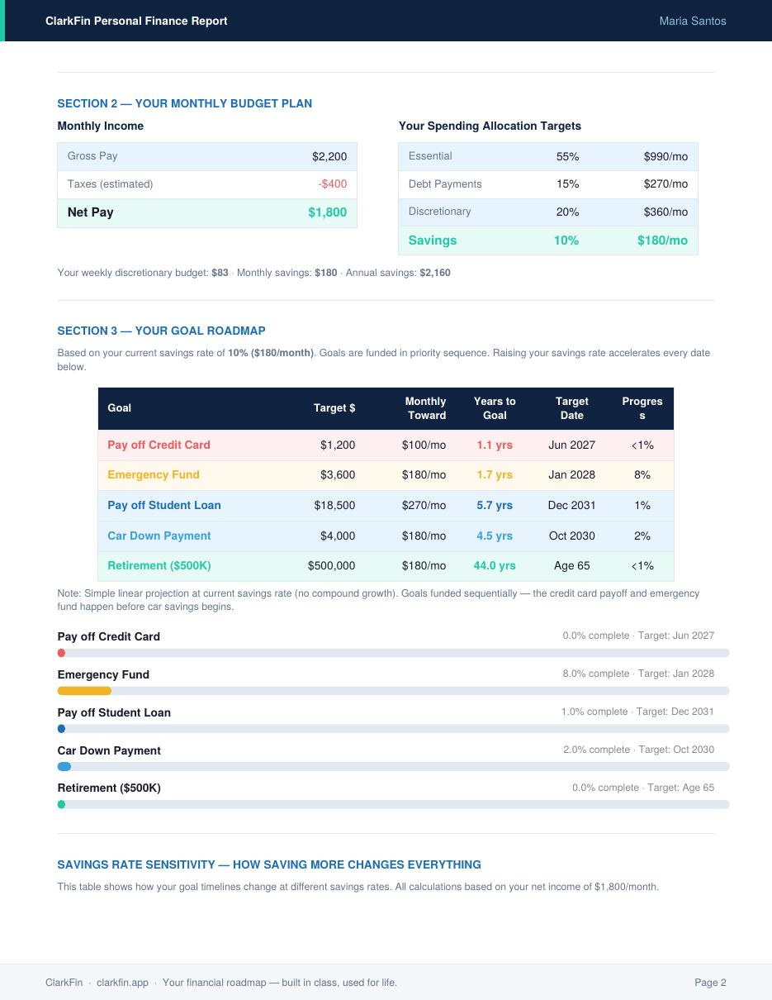 ClarkFin Personal Finance Report
Maria Santos
SECTION 2 — YOUR MONTHLY BUDGET PLAN
Monthly Income
Gross Pay $2,200
Taxes (estimated) -$400
Net Pay $1,800
Your Spending Allocation Targets
Essential 55% $990/mo
Debt Payments 15% $270/mo
Discretionary 20% $360/mo
Savings 10% $180/mo
Your weekly discretionary budget: $83 · Monthly savings: $180 · Annual savings: $2,160
SECTION 3 — YOUR GOAL ROADMAP
Based on your current savings rate of 10% ($180/month). Goals are funded in priority sequence. Raising your savings rate accelerates every date
below.
Goal Target $ Monthly Toward Years to Goal Target Date Progres
s
Pay off Credit Card $1,200 $100/mo 1.1 yrs Jun 2027 <1%
Emergency Fund $3,600 $180/mo 1.7 yrs Jan 2028 8%
Pay off Student Loan $18,500 $270/mo 5.7 yrs Dec 2031 1%
Car Down Payment $4,000 $180/mo 4.5 yrs Oct 2030 2%
Retirement ($500K) $500,000 $180/mo 44.0 yrs Age 65 <1%
Note: Simple linear projection at current savings rate (no compound growth). Goals funded sequentially — the credit card payoff and emergency
fund happen before car savings begins.
Pay off Credit Card 0.0% complete · Target: Jun 2027
Emergency Fund 8.0% complete · Target: Jan 2028
Pay off Student Loan 1.0% complete · Target: Dec 2031
Car Down Payment 2.0% complete · Target: Oct 2030
Retirement ($500K) 0.0% complete · Target: Age 65
SAVINGS RATE SENSITIVITY — HOW SAVING MORE CHANGES EVERYTHING
This table shows how your goal timelines change at different savings rates. All calculations based on your net income of $1,800/month.
ClarkFin · clarkfin.app · Your financial roadmap — built in class, used for life.
Page 2